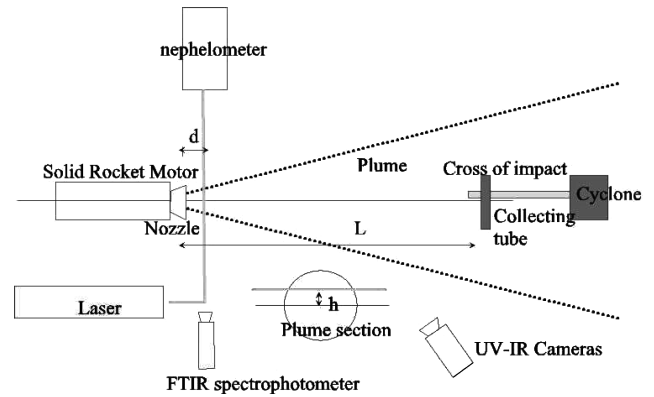 nephelometer
d
Solid Rocket Motor
Plume
Cross of impact
Cyclone
Nozzle
Collecting
tube
L
Laser
h
Plume section
UV-IR Cameras
FTIR spectrophotometer